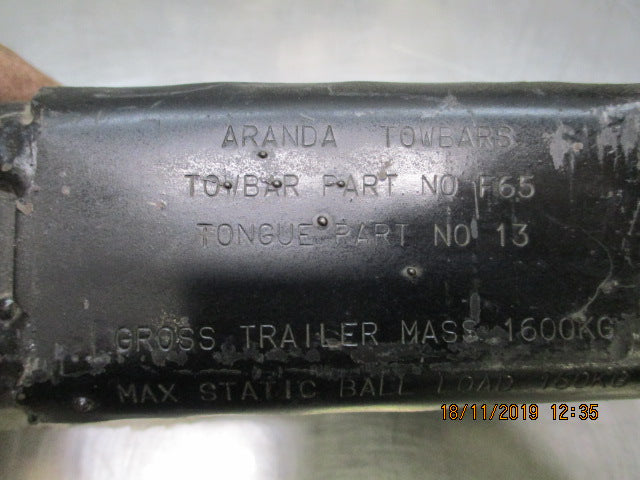 ARANDA TOWBARS
TOWBAR PART NO F65
TONGUE PART NO 13
GROSS TRAILER MASS 1600KG
MAX STATIC BALL LOAD 160KG
18/11/2019 12:35